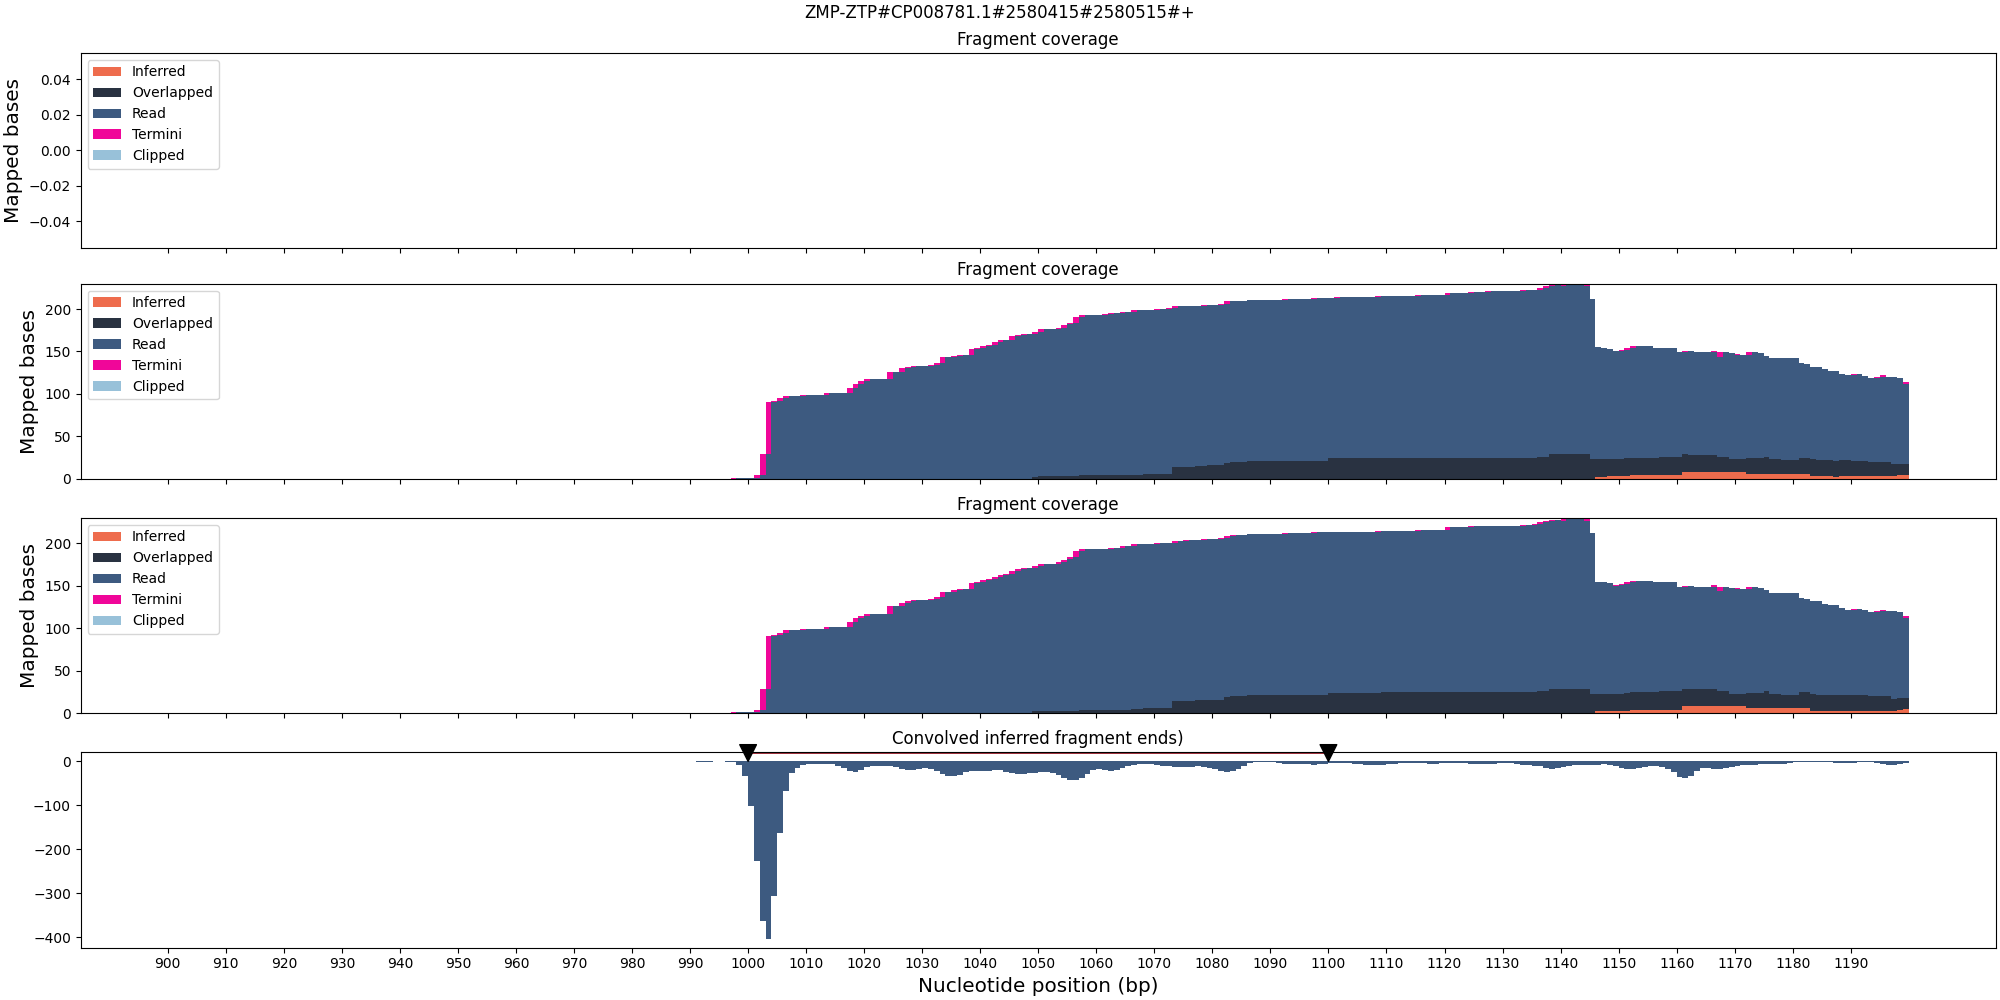 ZMP-ZTP#CP008781.1#2580415#2580515#+
Fragment coverage
Mapped bases
0.04
0.02
0.00
−0.02
−0.04
Inferred
Overlapped
Read
Termini
Clipped
Fragment coverage
Mapped bases
200
150
100
50
0
Inferred
Overlapped
Read
Termini
Clipped
Fragment coverage
Mapped bases
200
150
100
50
0
Inferred
Overlapped
Read
Termini
Clipped
Convolved inferred fragment ends)
0
−100
−200
−300
−400
900 910 920 930 940 950 960 970 980 990 1000 1010 1020 1030 1040 1050 1060 1070 1080 1090 1100 1110 1120 1130 1140 1150 1160 1170 1180 1190
Nucleotide position (bp)